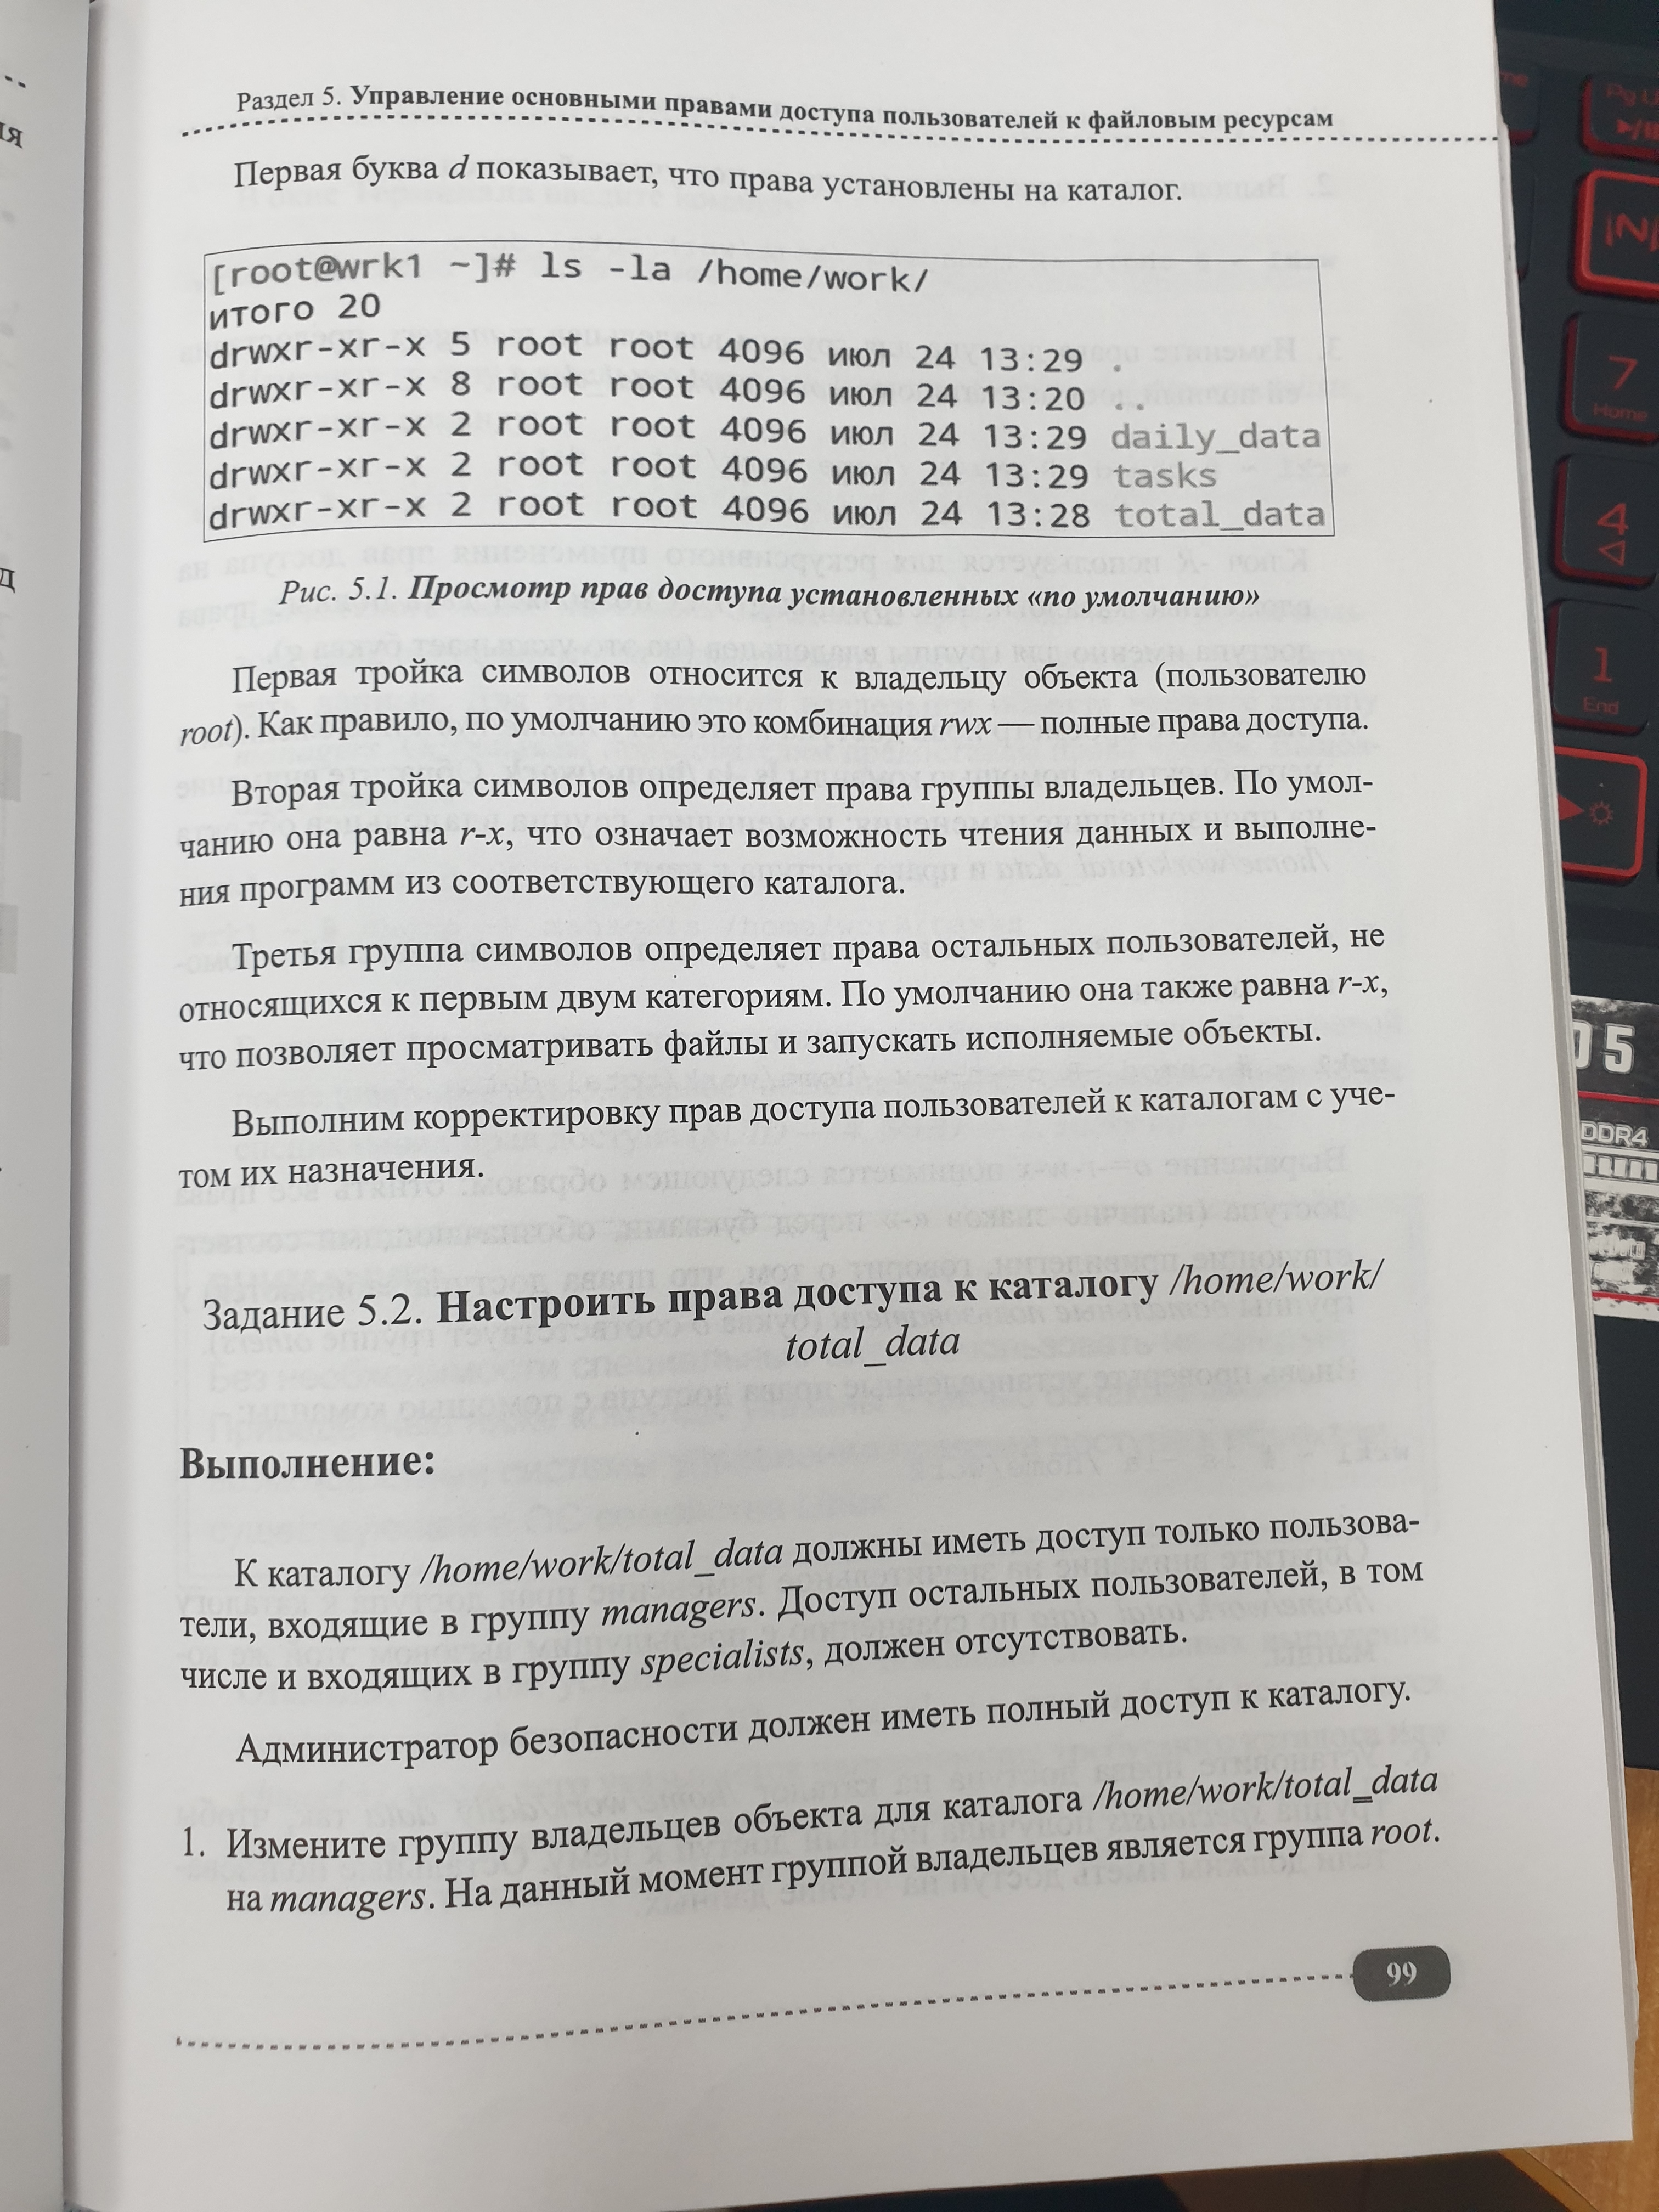 Раздел 5. Управление основными правами доступа пользователей к файловым ресурсам
Первая буква d показывает, что права установлены на каталог.
[root@wrk1 ~]# ls -la /home/work/
итого 20
drwxr-xr-x 5 root root 4096 июл 24 13:29 .
drwxr-xr-x 8 root root 4096 июл 24 13:20 ..
drwxr-xr-x 2 root root 4096 июл 24 13:29 daily_data
drwxr-xr-x 2 root root 4096 июл 24 13:29 tasks
drwxr-xr-x 2 root root 4096 июл 24 13:28 total_data
Рис. 5.1. Просмотр прав доступа установленных «по умолчанию»
Первая тройка символов относится к владельцу объекта (пользователю
root). Как правило, по умолчанию это комбинация rwx — полные права доступа.
Вторая тройка символов определяет права группы владельцев. По умол-
чанию она равна r-x, что означает возможность чтения данных и выполне-
ния программ из соответствующего каталога.
Третья группа символов определяет права остальных пользователей, не
относящихся к первым двум категориям. По умолчанию она также равна r-x,
что позволяет просматривать файлы и запускать исполняемые объекты.
Выполним корректировку прав доступа пользователей к каталогам с уче-
том их назначения.
Задание 5.2. Настроить права доступа к каталогу /home/work/
total_data
Выполнение:
К каталогу /home/work/total_data должны иметь доступ только пользова-
тели, входящие в группу managers. Доступ остальных пользователей, в том
числе и входящих в группу specialists, должен отсутствовать.
Администратор безопасности должен иметь полный доступ к каталогу.
1. Измените группу владельцев объекта для каталога /home/work/total_data
на managers. На данный момент группой владельцев является группа root.
99
7
Home
4
1
End
5
DDR4